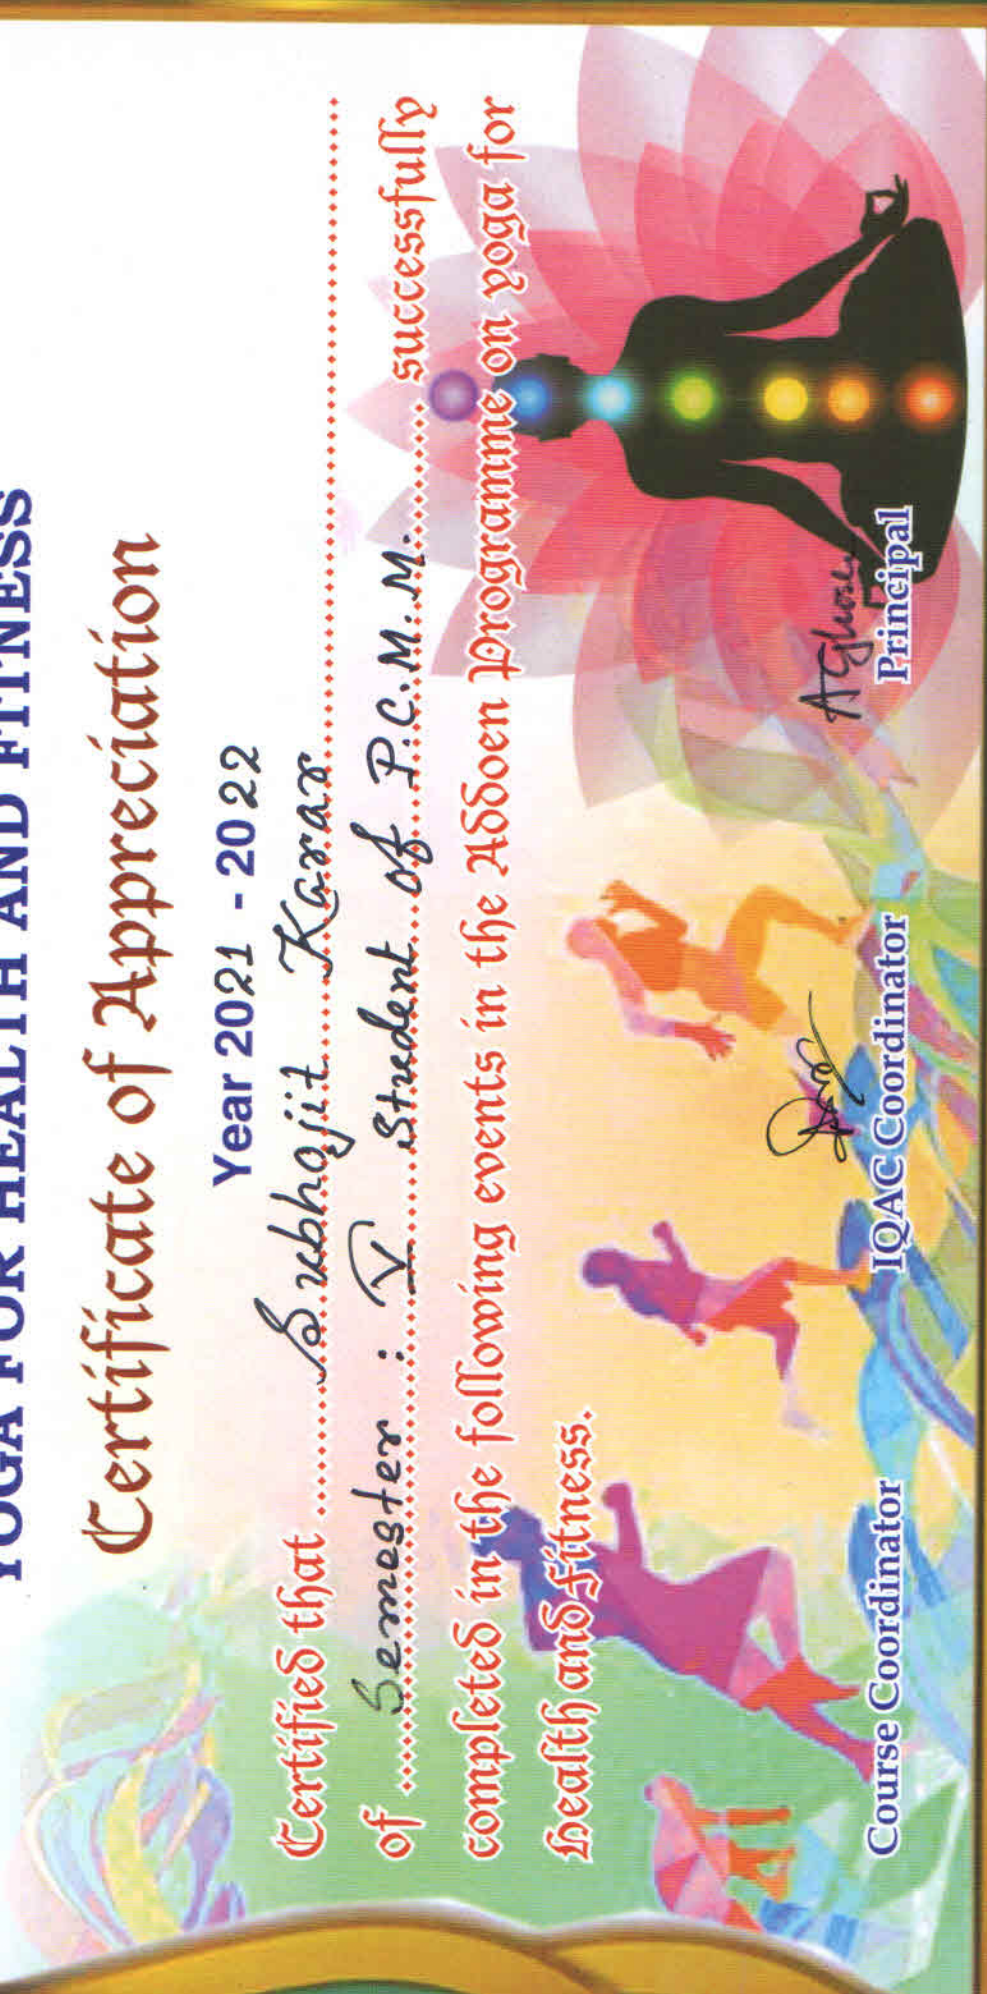 YOGA FOR HEALTH AND FITNESS
Certificate of Appreciation
Year 2021 - 2022
Certified that Subhajit Karar
of Semester : V Student of P.C.M.M. successfully
completed in the following events in the Addoen Programme on yoga for
Health and Fitness.
AGhosh
Course Coordinator IQAC Coordinator Principal